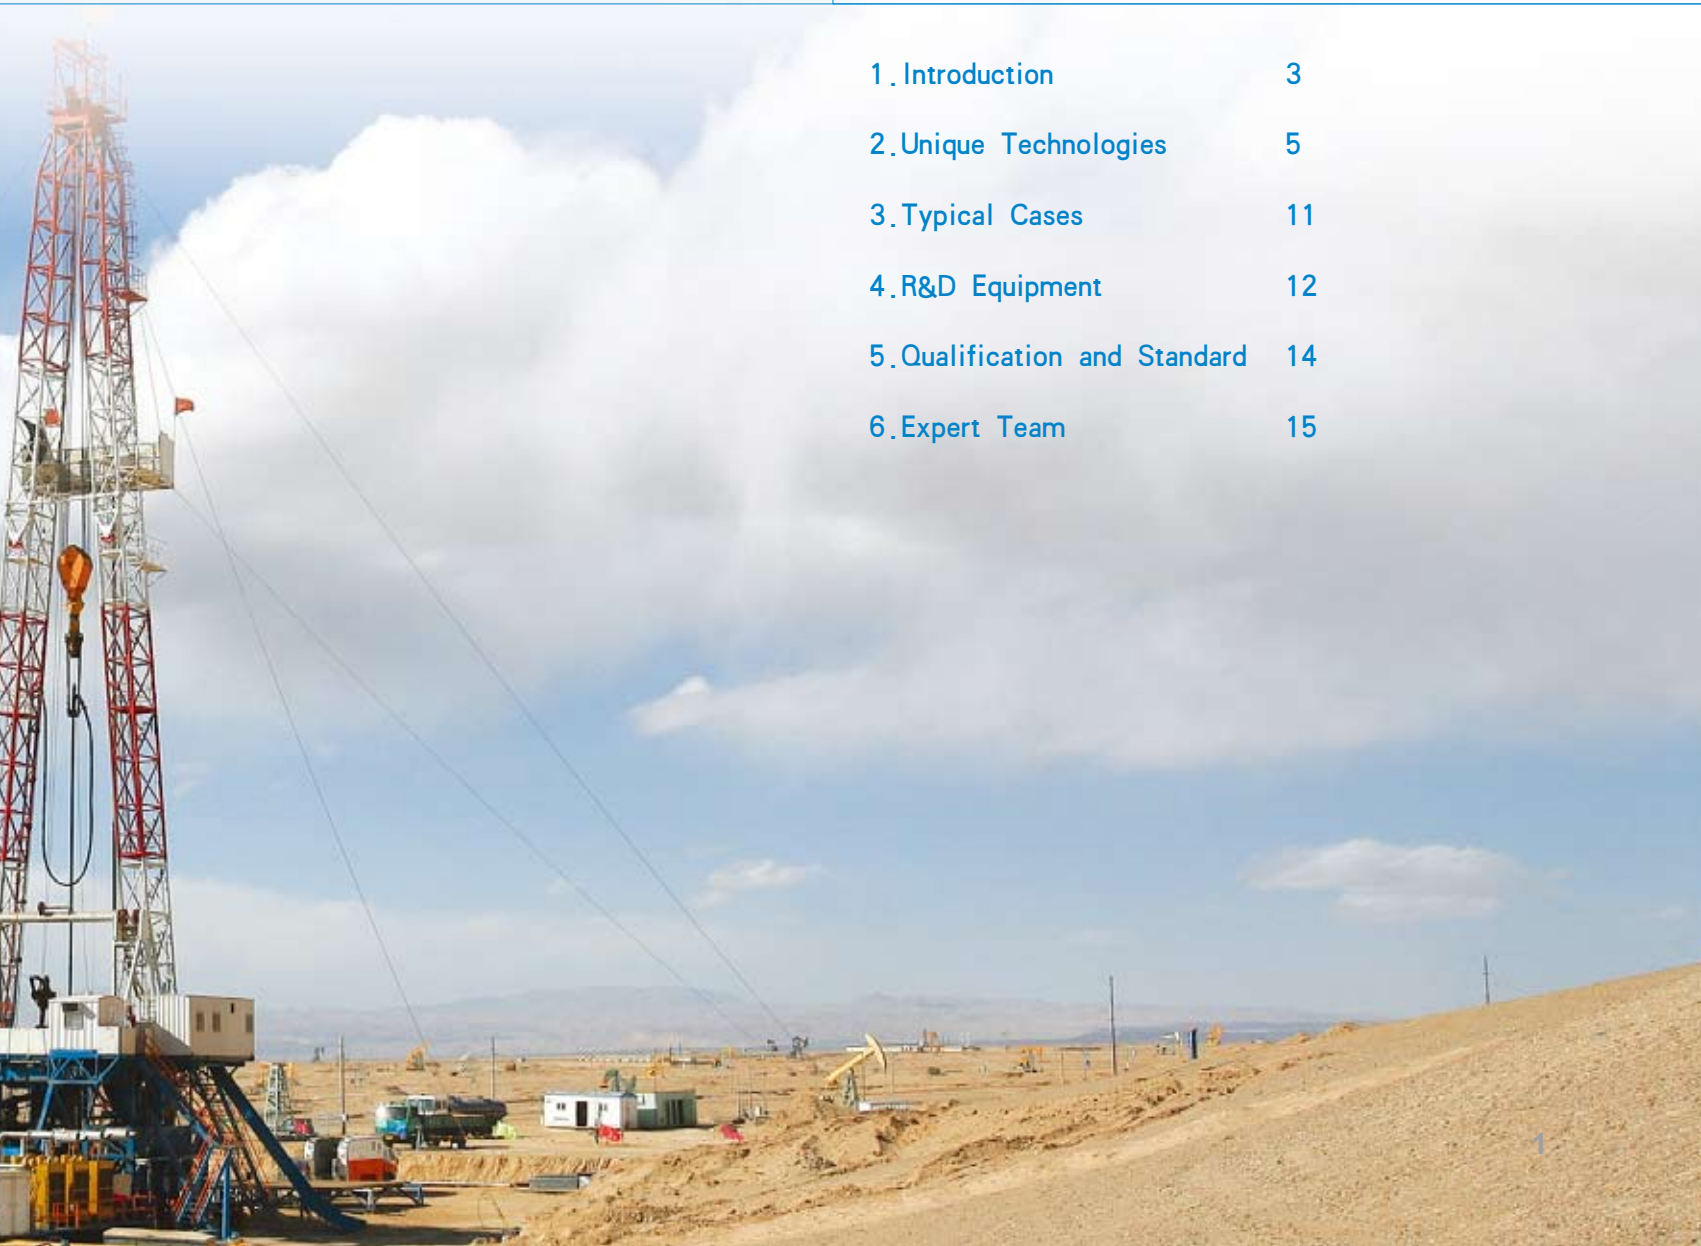 1. Introduction 3
2. Unique Technologies 5
3. Typical Cases 11
4. R&D Equipment 12
5. Qualification and Standard 14
6. Expert Team 15
1